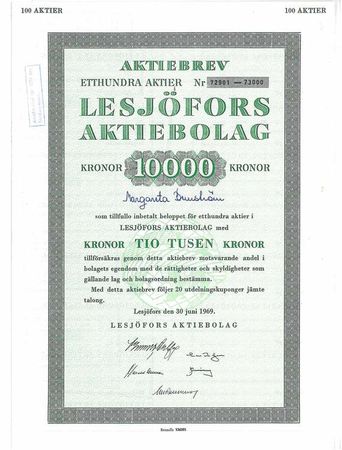 100 AKTIER 100 AKTIER
AKTIEBREV
ETTHUNDRA AKTIER Nr 72901 — 73000
LESJÖFORS
AKTIEBOLAG
KRONOR 10000 KRONOR
Margareta
som tillfullo inbetalt beloppet för etthundra aktier i
LESJÖFORS AKTIEBOLAG med
KRONOR TIO TUSEN KRONOR
tillförsäkras genom detta aktiebrev motsvarande andel i
bolagets egendom med de rättigheter och skyldigheter som
gällande lag och bolagsordning bestämma.
Med detta aktiebrev följer 20 utdelningskuponger jämte
talong.
Lesjöfors den 30 juni 1969.
LESJÖFORS AKTIEBOLAG